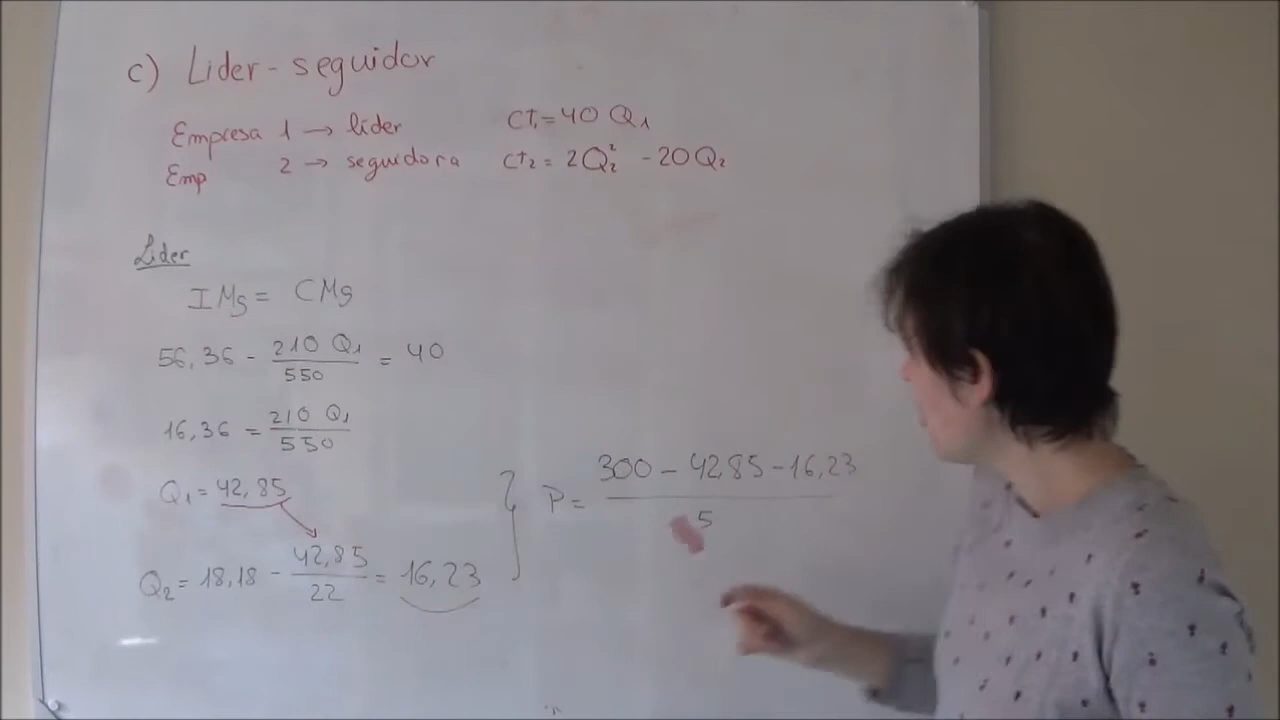 c) Lider - seguidor
Empresa 1 → líder CT₁ = 40 Q₁
Emp 2 → seguidora CT₂ = 2Q₂² - 20Q₂
Lider
IMg = CMg
56,36 - 210 Q₁ / 550 = 40
16,36 = 210 Q₁ / 550
Q₁ = 42,85
Q₂ = 18,18 - 42,85 / 22 = 16,23
} P = 300 - 42,85 - 16,23 / 5